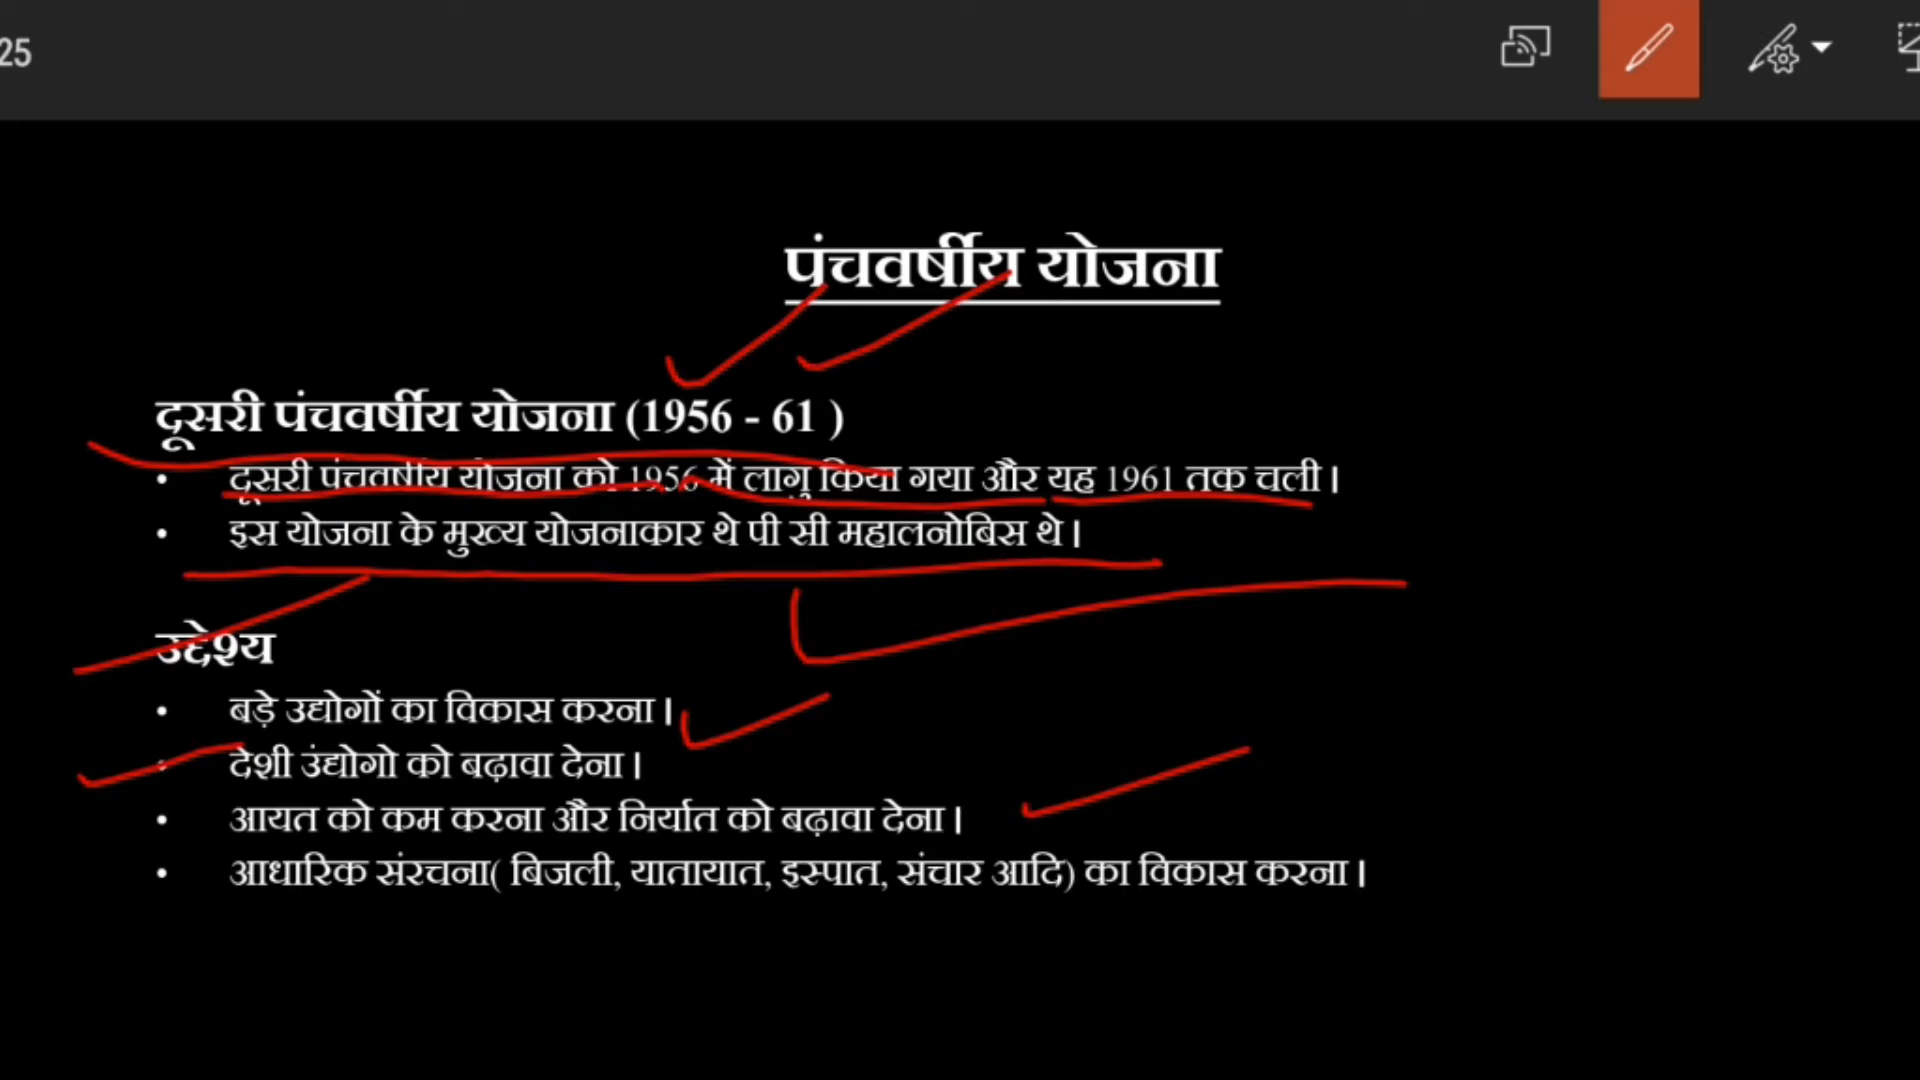 25
पंचवर्षीय योजना
दूसरी पंचवर्षीय योजना (1956 - 61 )
• दूसरी पंचवर्षीय योजना को 1956 में लागु किया गया और यह 1961 तक चली।
• इस योजना के मुख्य योजनाकार थे पी सी महालनोबिस थे।
उद्देश्य
• बड़े उद्योगों का विकास करना।
• देशी उंद्योगो को बढ़ावा देना।
• आयत को कम करना और निर्यात को बढ़ावा देना।
• आधारिक संरचना( बिजली, यातायात, इस्पात, संचार आदि) का विकास करना।